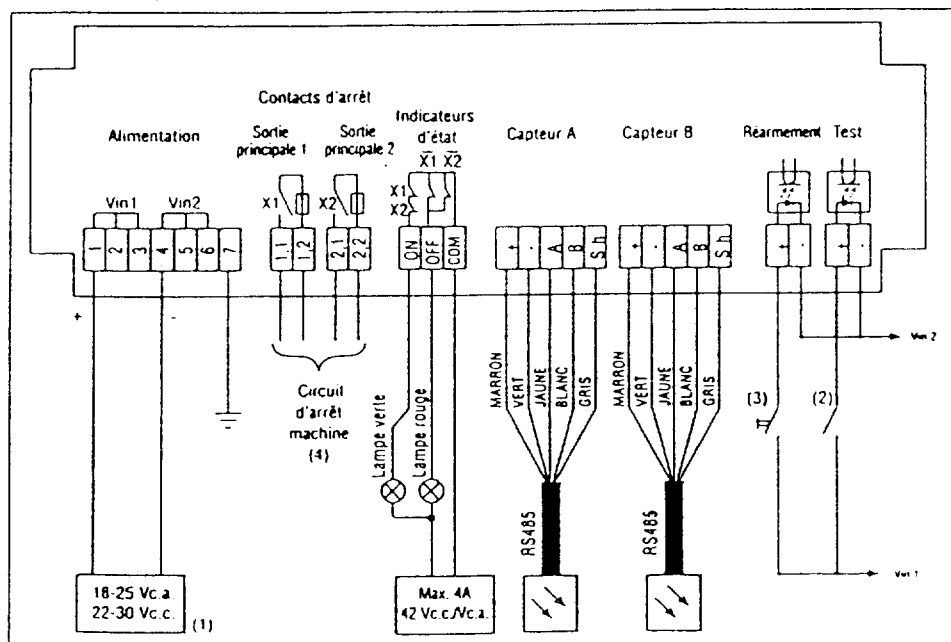 Contacts d'arrêt
Alimentation
Sortie
principale 1
Sortie
principale 2
Indicateurs
d'état
X1 X2
Capteur A
Capteur B
Réarmement
Test
Vin1
Vin2
X1
X2
X1
X2
1
2
3
4
5
6
7
1,1
1,2
2,1
2,2
ON
OFF
COM
+
-
A
B
Sh
+
-
A
B
Sh
+
-
+
-
+
-
Circuit
d'arrêt
machine
(4)
Lampe verte
Lampe rouge
MARRON
VERT
JAUNE
BLANC
GRIS
MARRON
VERT
JAUNE
BLANC
GRIS
Vin 2
(3)
(2)
RS485
RS485
Vin 1
18-25 Vc.a.
22-30 Vc.c.
(1)
Max. 4A
42 Vc.c./Vc.a.